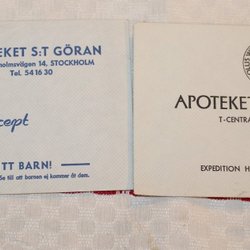 EKET S:T GÖRAN
holmsvägen 14, STOCKHOLM
Tel. 54 16 30
cept
TT BARN!
Se till att barnen ej kommer åt dem.
APOTEKET
T-CENTRA
EXPEDITION H